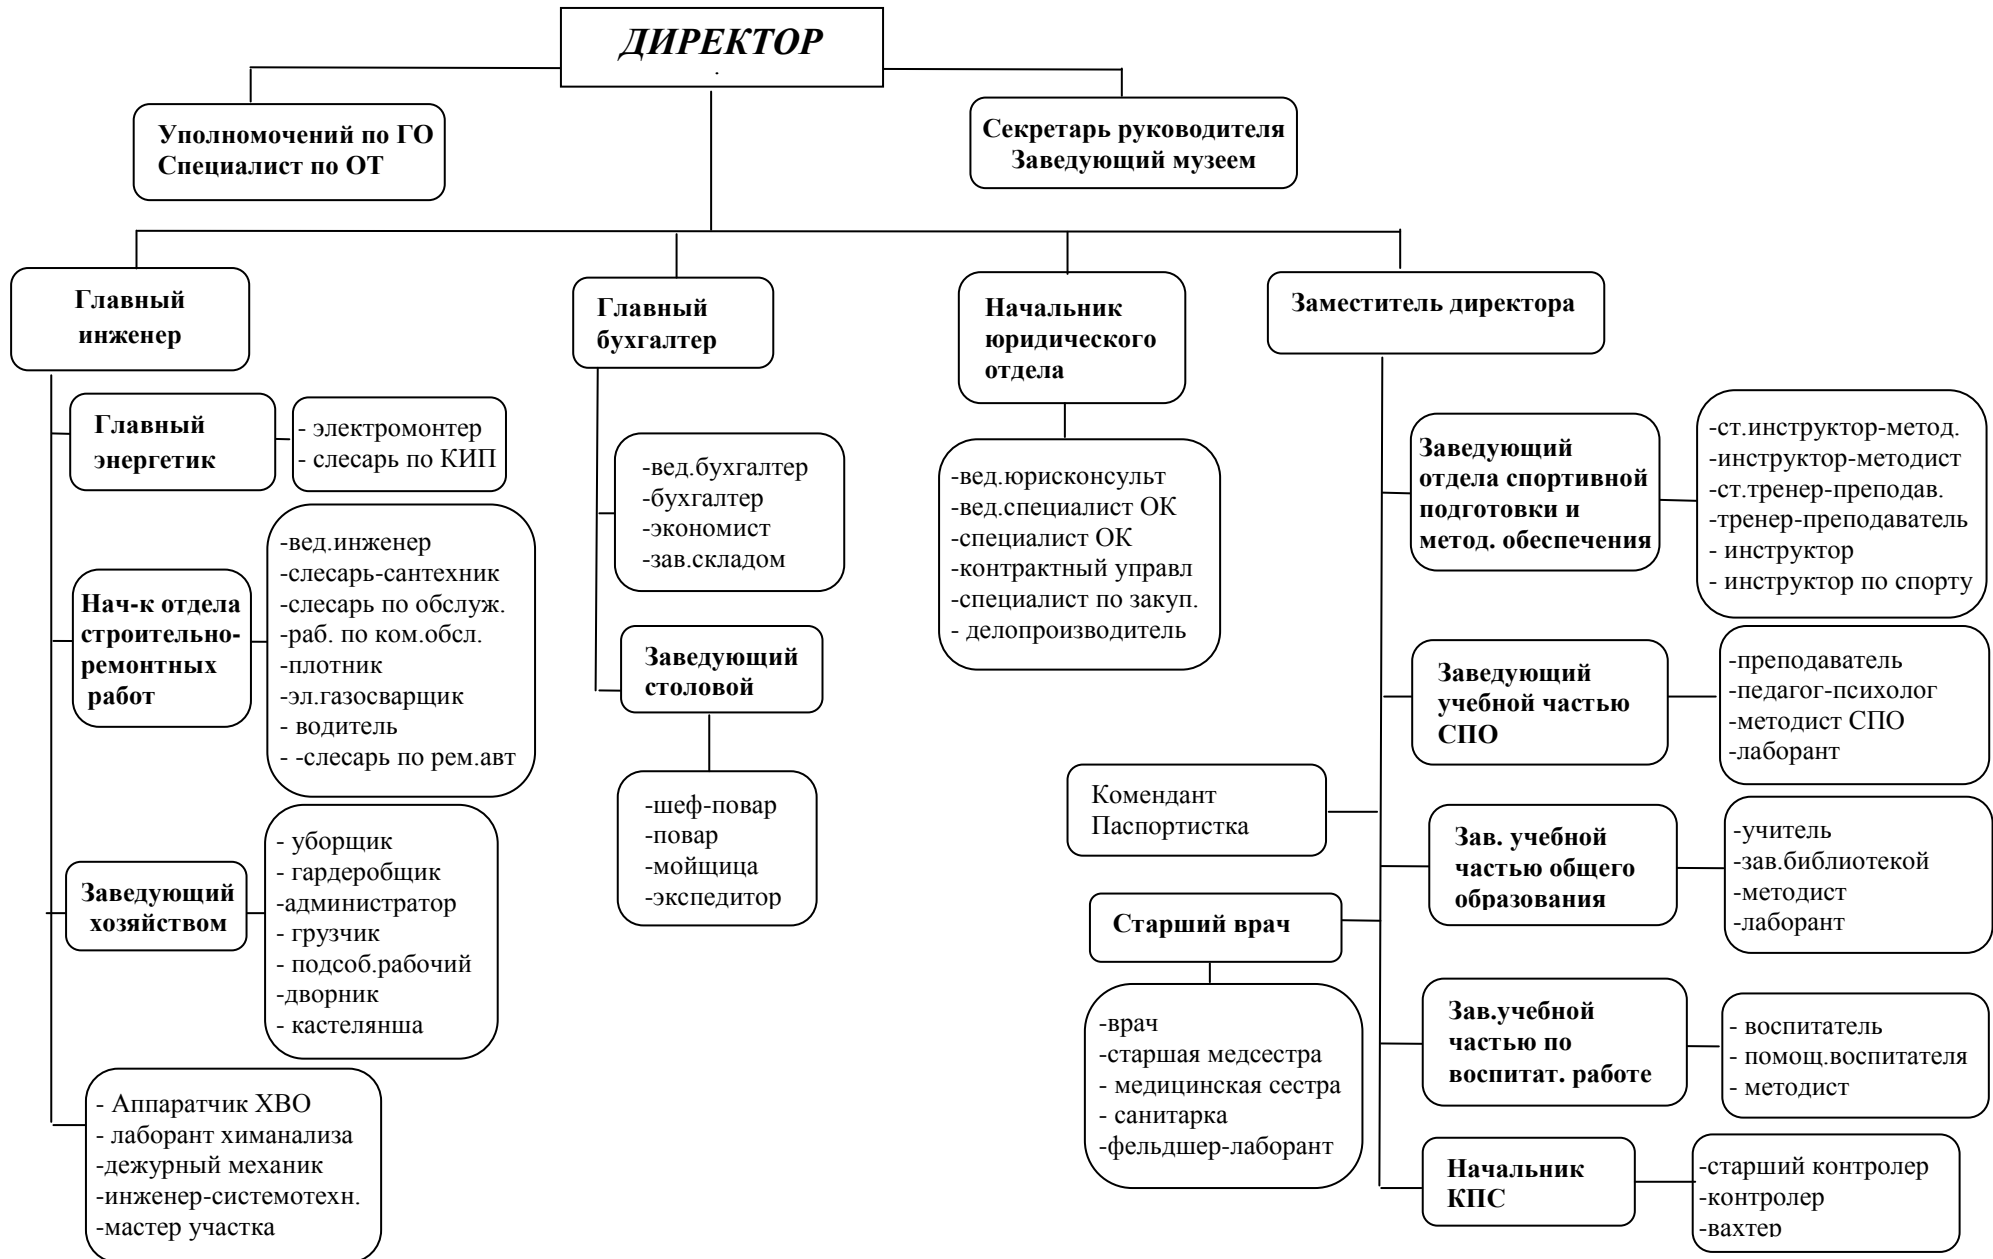 ДИРЕКТОР
.
Уполномочений по ГО
Специалист по ОТ
Секретарь руководителя
Заведующий музеем
Главный
инженер
Главный
бухгалтер
Начальник
юридического
отдела
Заместитель директора
Главный
энергетик
- электромонтер
- слесарь по КИП
Нач-к отдела
строительно-
ремонтных
работ
-вед.инженер
-слесарь-сантехник
-слесарь по обслуж.
-раб. по ком.обсл.
-плотник
-эл.газосварщик
- водитель
- -слесарь по рем.авт
Заведующий
хозяйством
- уборщик
- гардеробщик
-администратор
- грузчик
- подсоб.рабочий
-дворник
- кастелянша
- Аппаратчик ХВО
- лаборант химанализа
-дежурный механик
-инженер-системотехн.
-мастер участка
-вед.бухгалтер
-бухгалтер
-экономист
-зав.складом
Заведующий
столовой
-шеф-повар
-повар
-мойщица
-экспедитор
-вед.юрисконсульт
-вед.специалист ОК
-специалист ОК
-контрактный управл
-специалист по закуп.
- делопроизводитель
Заведующий
отдела спортивной
подготовки и
метод. обеспечения
-ст.инструктор-метод.
-инструктор-методист
-ст.тренер-преподав.
-тренер-преподаватель
- инструктор
- инструктор по спорту
Заведующий
учебной частью
СПО
-преподаватель
-педагог-психолог
-методист СПО
-лаборант
Комендант
Паспортистка
Зав. учебной
частью общего
образования
-учитель
-зав.библиотекой
-методист
-лаборант
Старший врач
-врач
-старшая медсестра
- медицинская сестра
- санитарка
-фельдшер-лаборант
Зав.учебной
частью по
воспитат. работе
- воспитатель
- помощ.воспитателя
- методист
Начальник
КПС
-старший контролер
-контролер
-вахтер